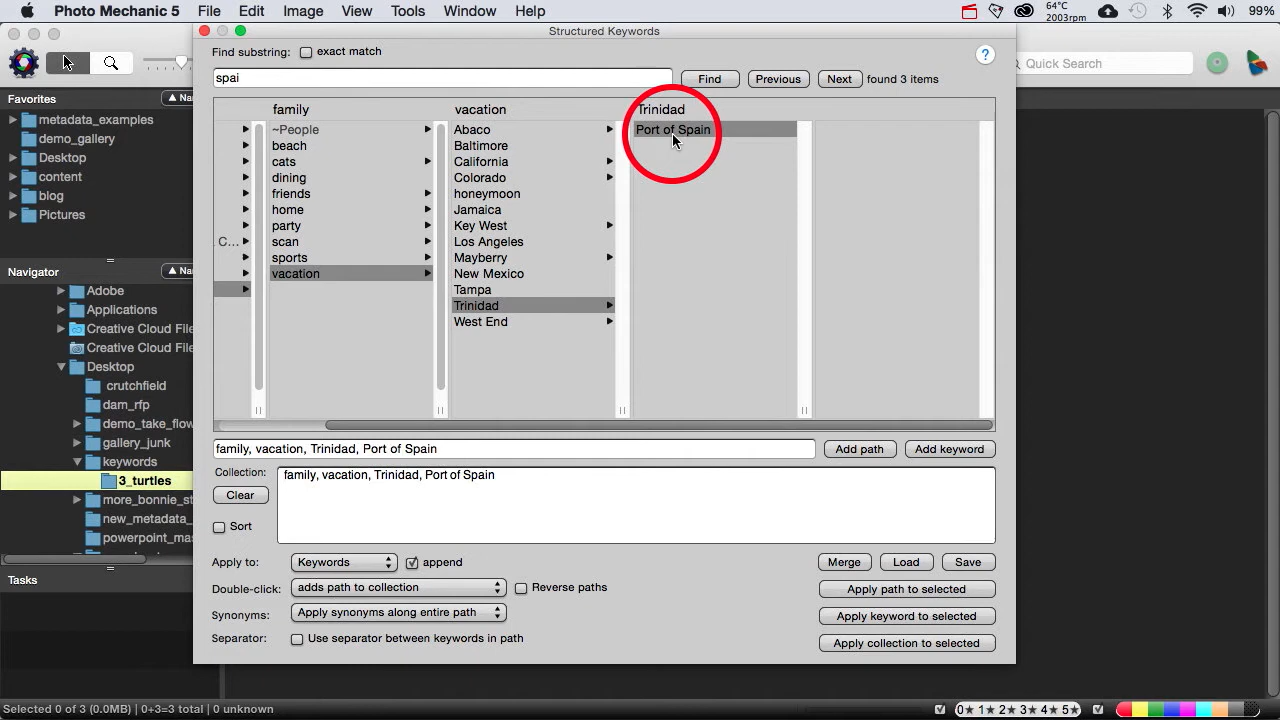 Photo Mechanic 5 File Edit Image View Tools Window Help
64°C
2003rpm
99%
Structured Keywords
Find substring: exact match
spai
Find Previous Next found 3 items
Quick Search
Favorites
metadata_examples
demo_gallery
Desktop
content
blog
Pictures
Navigator
Adobe
Applications
Creative Cloud File
Creative Cloud File
Desktop
crutchfield
dam_rfp
demo_take_flow
gallery_junk
keywords
3_turtles
more_bonnie_st
new_metadata_
powerpoint_mas
Tasks
C...
family
~People
beach
cats
dining
friends
home
party
scan
sports
vacation
vacation
Abaco
Baltimore
California
Colorado
honeymoon
Jamaica
Key West
Los Angeles
Mayberry
New Mexico
Tampa
Trinidad
West End
Trinidad
Port of Spain
family, vacation, Trinidad, Port of Spain
Add path Add keyword
Collection:
family, vacation, Trinidad, Port of Spain
Clear
Sort
Apply to: Keywords append
Merge Load Save
Double-click: adds path to collection Reverse paths
Apply path to selected
Synonyms: Apply synonyms along entire path
Apply keyword to selected
Separator: Use separator between keywords in path
Apply collection to selected
Selected 0 of 3 (0.0MB) | 0+3=3 total | 0 unknown
0★ 1★ 2★ 3★ 4★ 5★